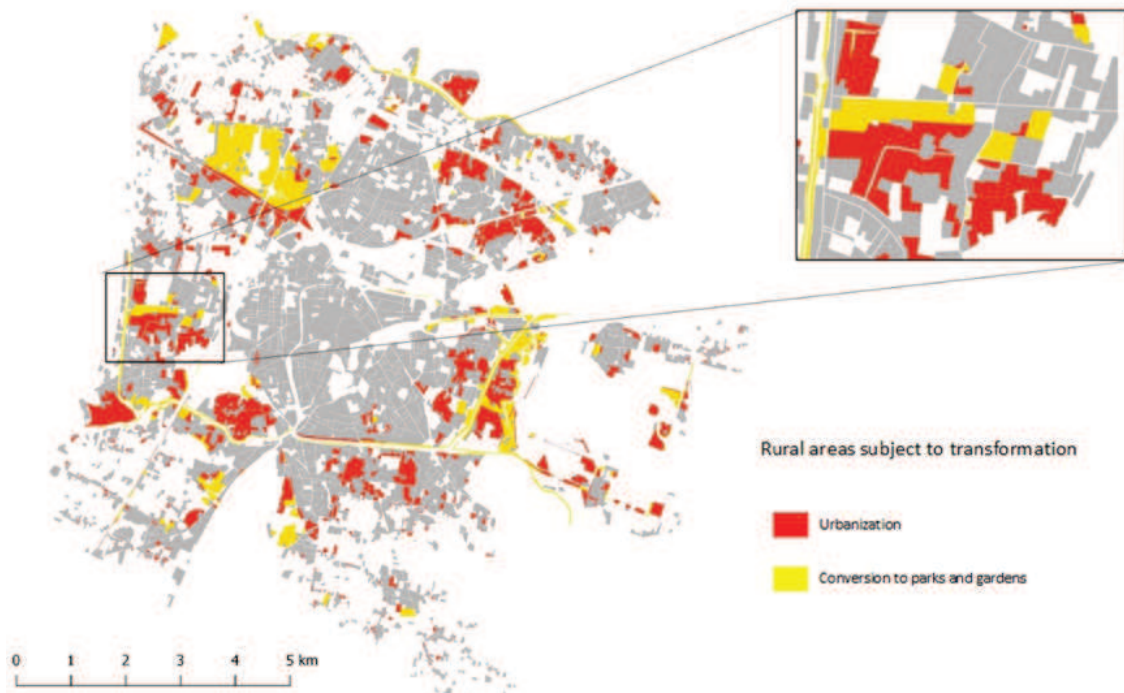 Rural areas subject to transformation
Urbanization
Conversion to parks and gardens
0 1 2 3 4 5 km